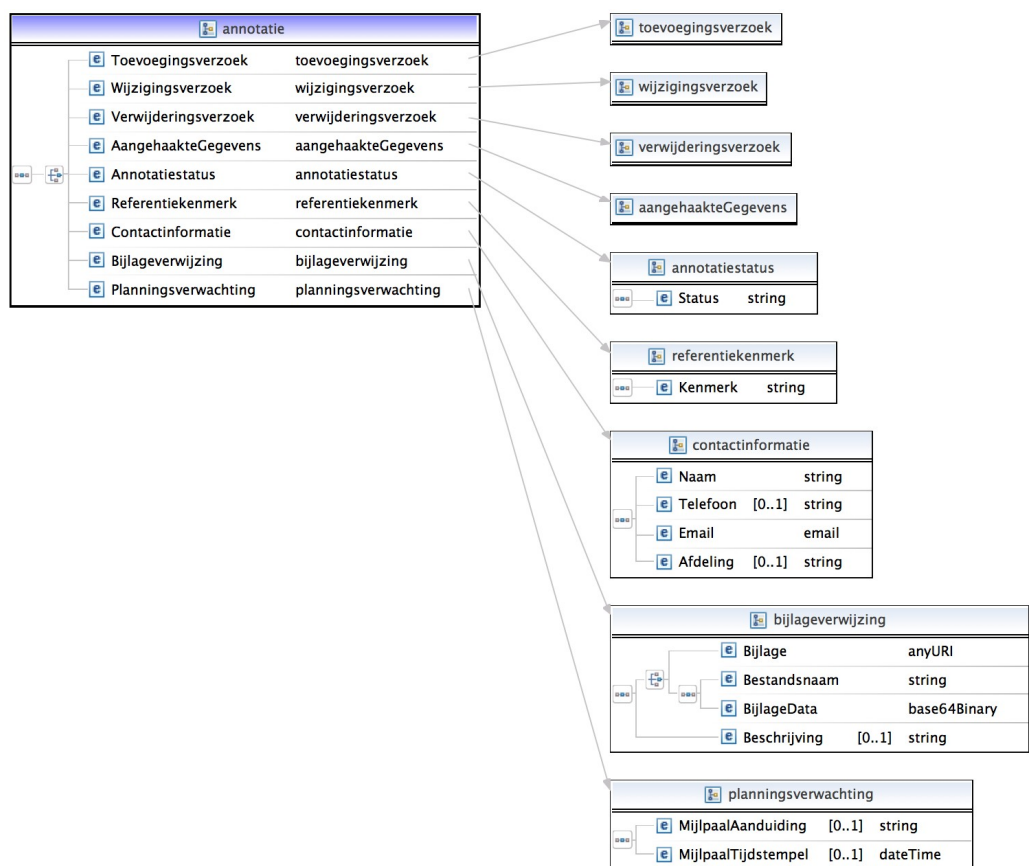 annotatie
Toevoegingsverzoek toevoegingsverzoek
Wijzigingsverzoek wijzigingsverzoek
Verwijderingsverzoek verwijderingsverzoek
AangehaakteGegevens aangehaakteGegevens
Annotatiestatus annotatiestatus
Referentiekenmerk referentiekenmerk
Contactinformatie contactinformatie
Bijlageverwijzing bijlageverwijzing
Planningsverwachting planningsverwachting
toevoegingsverzoek
wijzigingsverzoek
verwijderingsverzoek
aangehaakteGegevens
annotatiestatus
Status string
referentiekenmerk
Kenmerk string
contactinformatie
Naam string
Telefoon [0..1] string
Email email
Afdeling [0..1] string
bijlageverwijzing
Bijlage anyURI
Bestandsnaam string
BijlageData base64Binary
Beschrijving [0..1] string
planningsverwachting
MijlpaalAanduiding [0..1] string
MijlpaalTijdstempel [0..1] dateTime